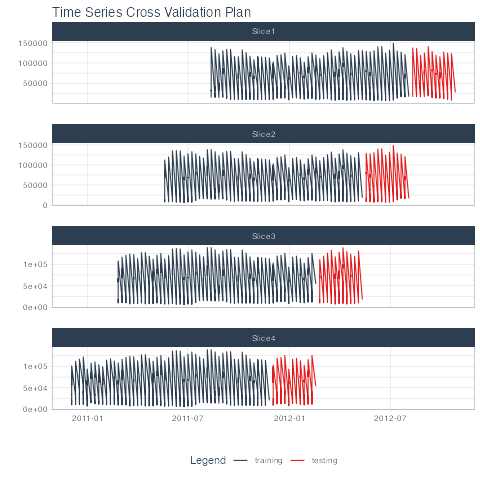 Time Series Cross Validation Plan
Slice1
150000
100000
50000
Slice2
150000
100000
50000
0
Slice3
1e+05
5e+04
0e+00
Slice4
1e+05
5e+04
0e+00
2011-01 2011-07 2012-01 2012-07
Legend training testing